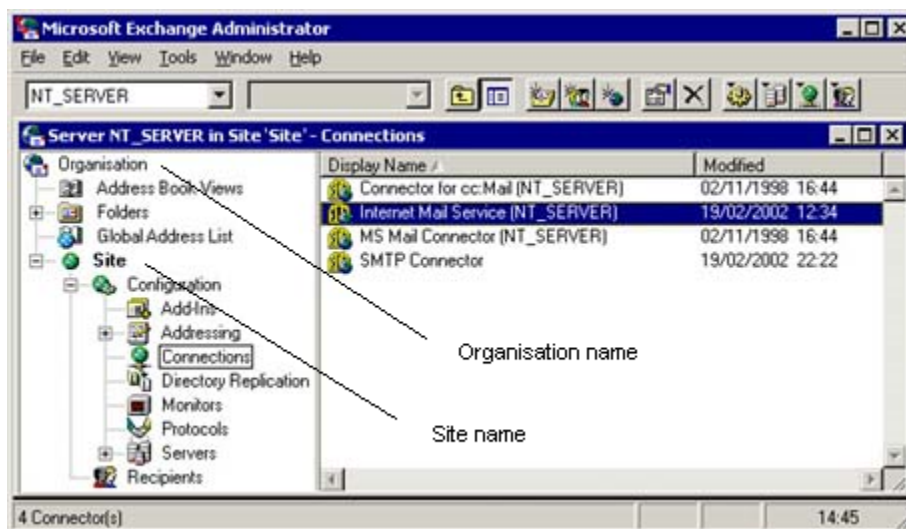 Microsoft Exchange Administrator
File Edit View Tools Window Help
NT_SERVER
Server NT_SERVER in Site 'Site' - Connections
Organisation
Address Book Views
Folders
Global Address List
Site
Configuration
Add-Ins
Addressing
Connections
Directory Replication
Monitors
Protocols
Servers
Recipients
Display Name Modified
Connector for cc:Mail (NT_SERVER) 02/11/1998 16:44
Internet Mail Service (NT_SERVER) 19/02/2002 12:34
MS Mail Connector (NT_SERVER) 02/11/1998 16:44
SMTP Connector 19/02/2002 22:22
Organisation name
Site name
4 Connector(s) 14:45